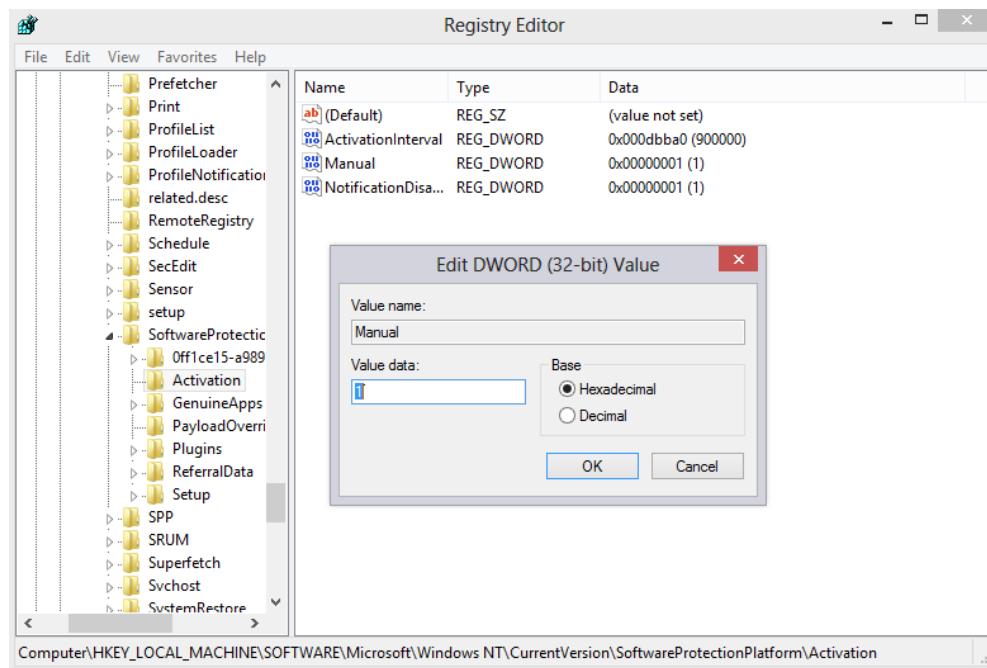 Registry Editor
File Edit View Favorites Help
Prefetcher
Print
ProfileList
ProfileLoader
ProfileNotification
related.desc
RemoteRegistry
Schedule
SecEdit
Sensor
setup
SoftwareProtectic
0ff1ce15-a989
Activation
GenuineApps
PayloadOverri
Plugins
ReferralData
Setup
SPP
SRUM
Superfetch
Svchost
SystemRestore
Name Type Data
ab (Default) REG_SZ (value not set)
ActivationInterval REG_DWORD 0x000dbba0 (900000)
Manual REG_DWORD 0x00000001 (1)
NotificationDisa... REG_DWORD 0x00000001 (1)
Edit DWORD (32-bit) Value
Value name:
Manual
Value data:
1
Base
Hexadecimal
Decimal
OK Cancel
Computer\HKEY_LOCAL_MACHINE\SOFTWARE\Microsoft\Windows NT\CurrentVersion\SoftwareProtectionPlatform\Activation